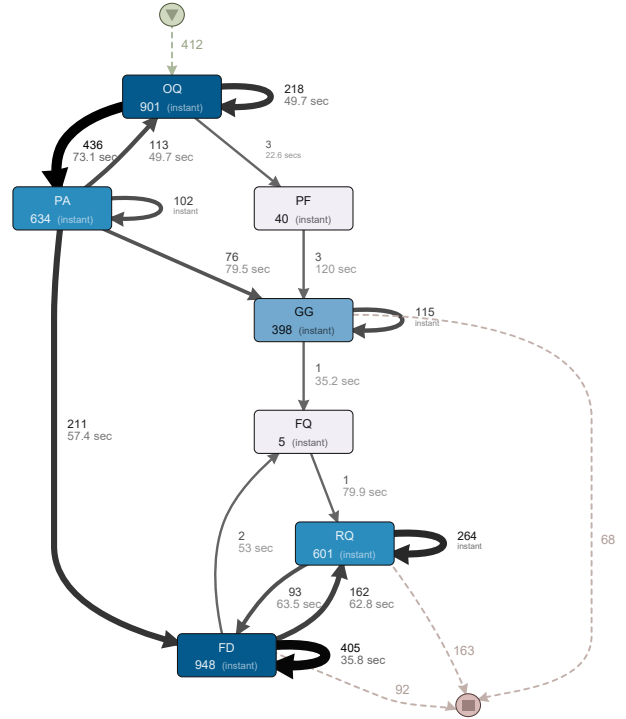 412
OQ
901 (instant)
218
49.7 sec
436
73.1 sec
113
49.7 sec
3
22.6 secs
PA
634 (instant)
102
instant
PF
40 (instant)
76
79.5 sec
3
120 sec
GG
398 (instant)
115
instant
1
35.2 sec
FQ
5 (instant)
211
57.4 sec
1
79.9 sec
2
53 sec
RQ
601 (instant)
264
instant
68
93
63.5 sec
162
62.8 sec
FD
948 (instant)
405
35.8 sec
163
92